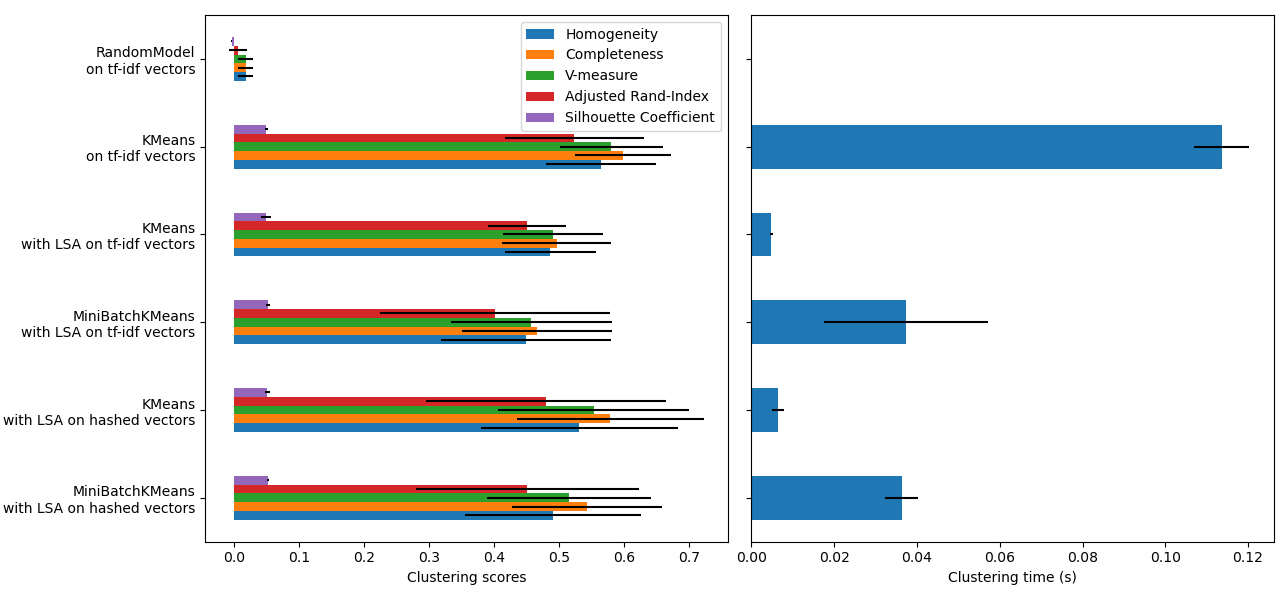 Homogeneity
Completeness
V-measure
Adjusted Rand-Index
Silhouette Coefficient
RandomModel
on tf-idf vectors
KMeans
on tf-idf vectors
KMeans
with LSA on tf-idf vectors
MiniBatchKMeans
with LSA on tf-idf vectors
KMeans
with LSA on hashed vectors
MiniBatchKMeans
with LSA on hashed vectors
0.0 0.1 0.2 0.3 0.4 0.5 0.6 0.7
Clustering scores
0.00 0.02 0.04 0.06 0.08 0.10 0.12
Clustering time (s)